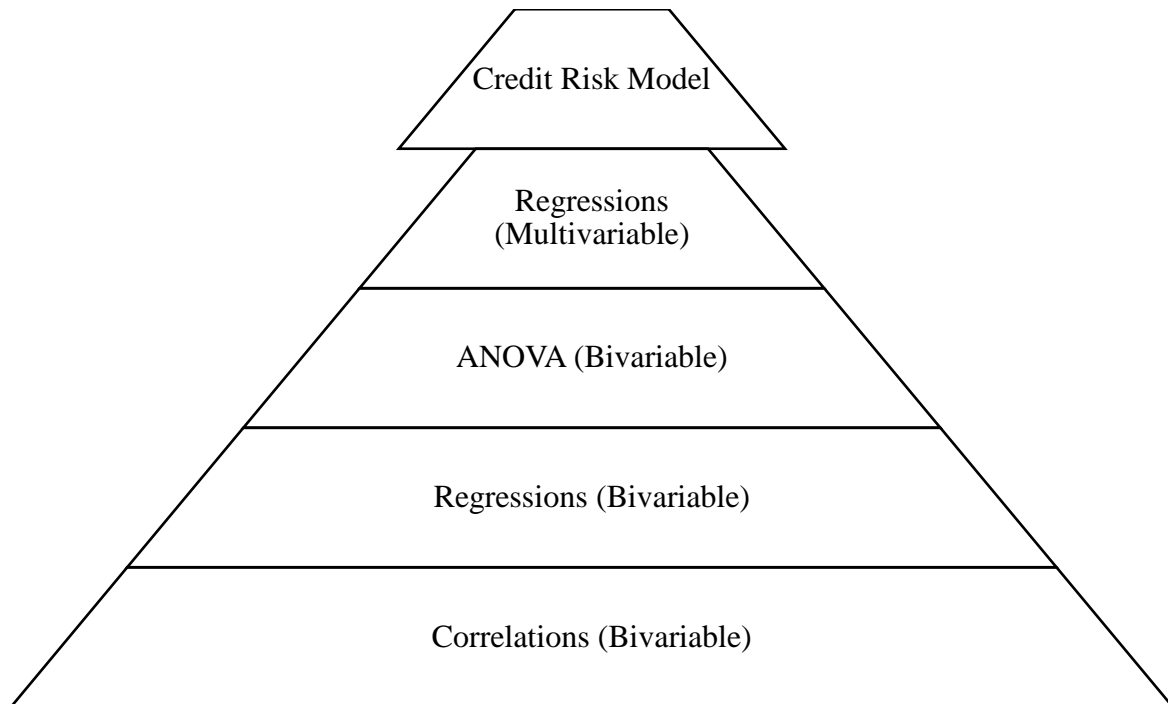 Credit Risk Model
Regressions
(Multivariable)
ANOVA (Bivariable)
Regressions (Bivariable)
Correlations (Bivariable)